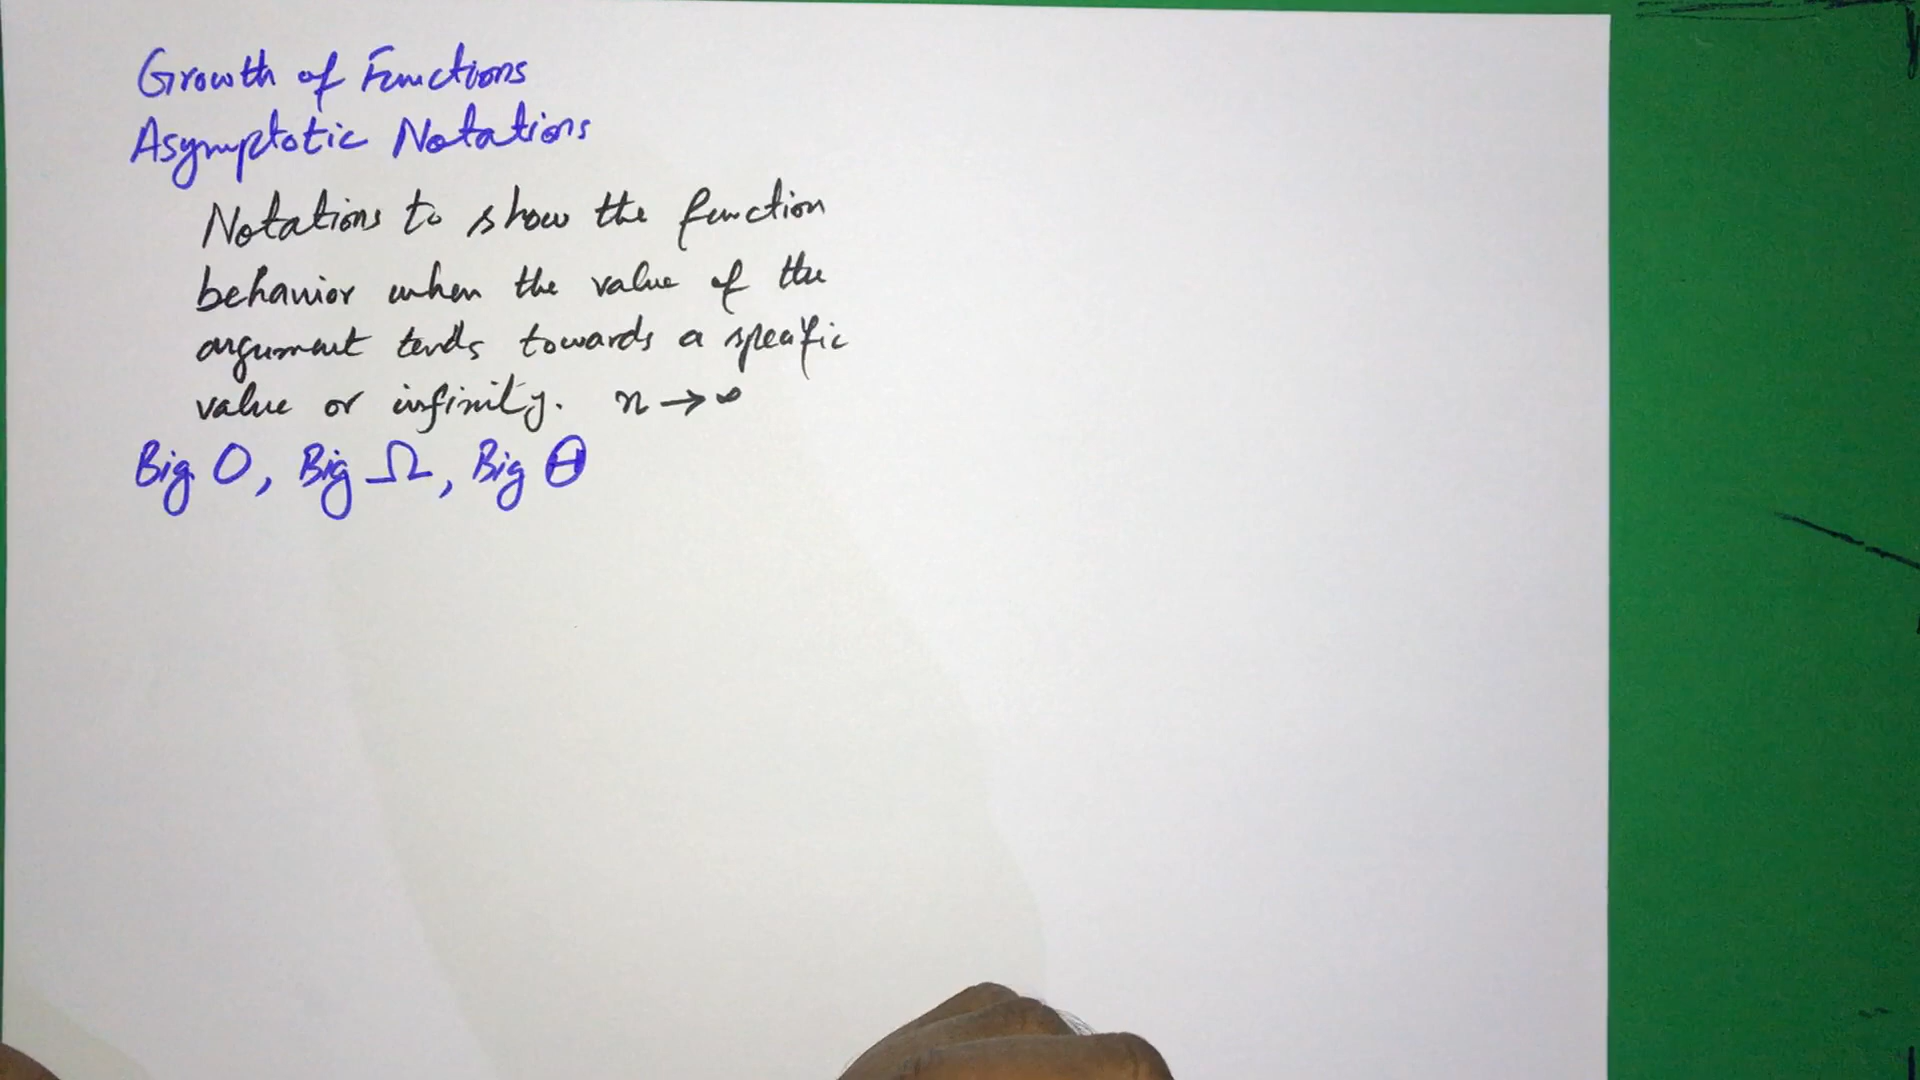 Growth of Functions
Asymptotic Notations
Notations to show the function
behavior when the value of the
argument tends towards a specific
value or infinity. n → ∞
Big O, Big Ω, Big Θ